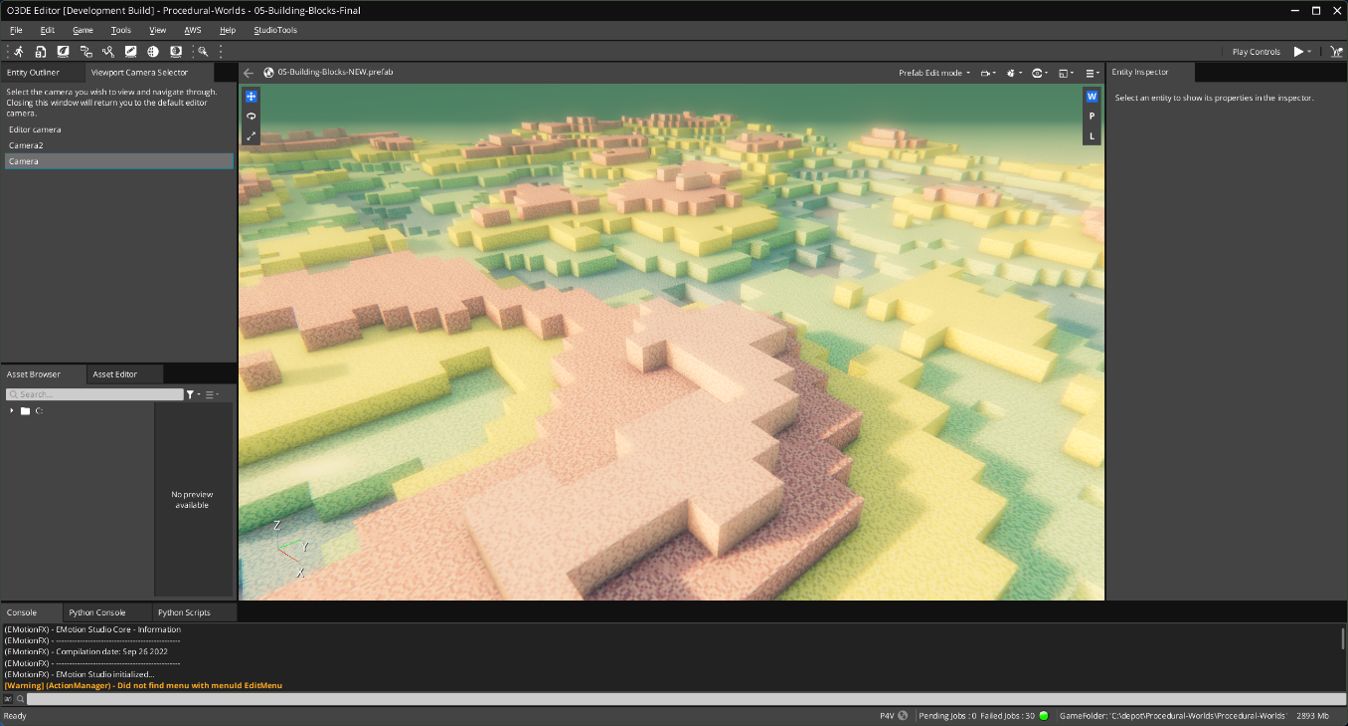 O3DE Editor [Development Build] - Procedural-Worlds - 05-Building-Blocks-Final
File Edit Game Tools View AWS Help StudioTools
Play Controls
Entity Outliner Viewport Camera Selector
Select the camera you wish to view and navigate through.
Closing this window will return you to the default editor
camera.
Editor camera
Camera2
Camera
05-Building-Blocks-NEW.prefab
Prefab Edit mode
W
P
L
Z
Y
X
Entity Inspector
Select an entity to show its properties in the inspector.
Asset Browser Asset Editor
Search...
C:
No preview
available
Console Python Console Python Scripts
(EMotionFX) - EMotion Studio Core - Information
(EMotionFX) - -----------------------------------------------
(EMotionFX) - Compilation date: Sep 26 2022
(EMotionFX) - -----------------------------------------------
(EMotionFX) - EMotion Studio initialized...
[Warning] (ActionManager) - Did not find menu with menuId EditMenu
Ready
P4V Pending Jobs : 0 Failed Jobs : 30 GameFolder: 'C:\depot\Procedural-Worlds\Procedural-Worlds' 2893 Mb